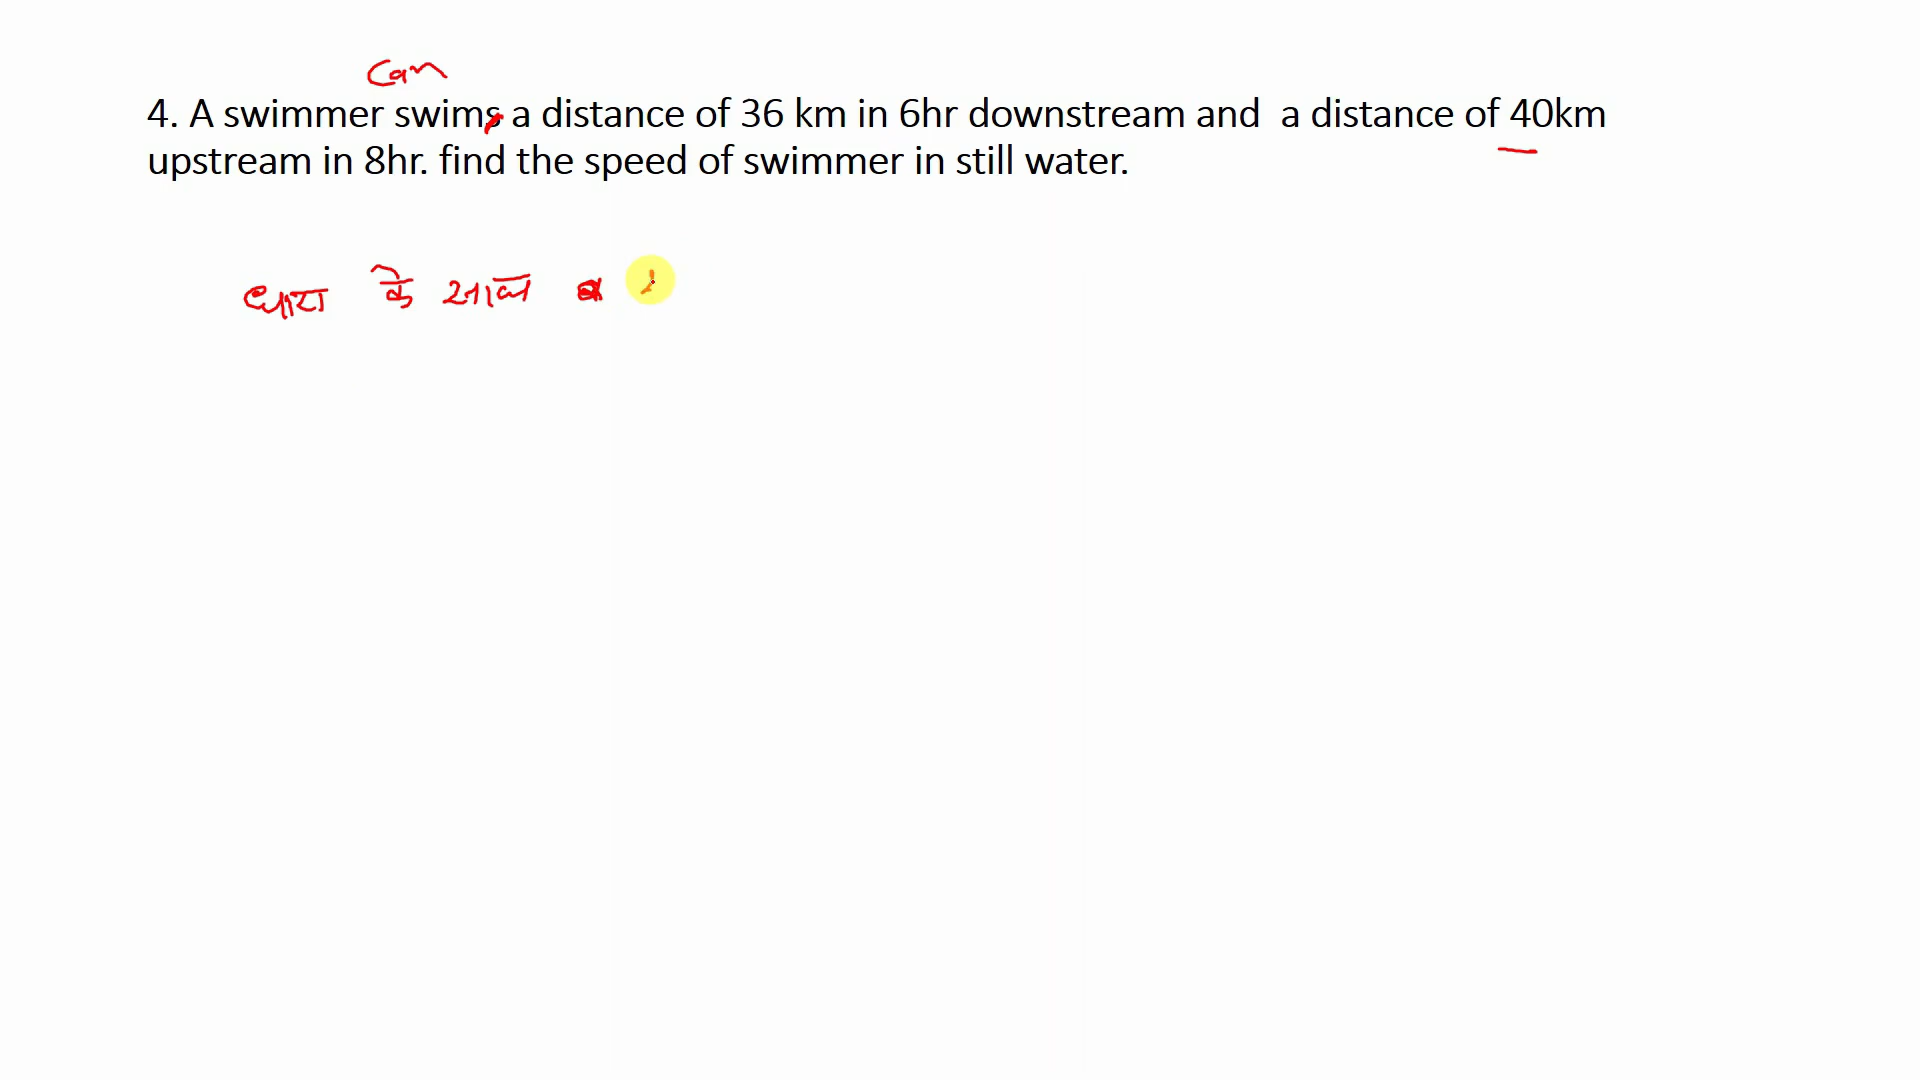 Can
4. A swimmer swims a distance of 36 km in 6hr downstream and a distance of 40km
upstream in 8hr. find the speed of swimmer in still water.
धारा के साथ